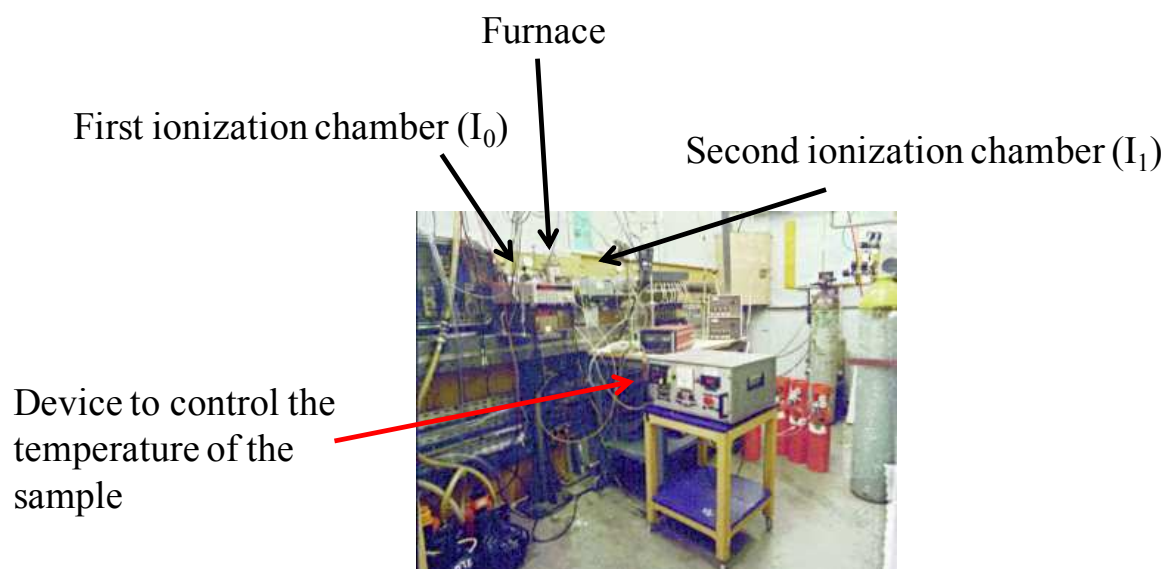 Furnace
First ionization chamber (I₀)
Second ionization chamber (I₁)
Device to control the
temperature of the
sample